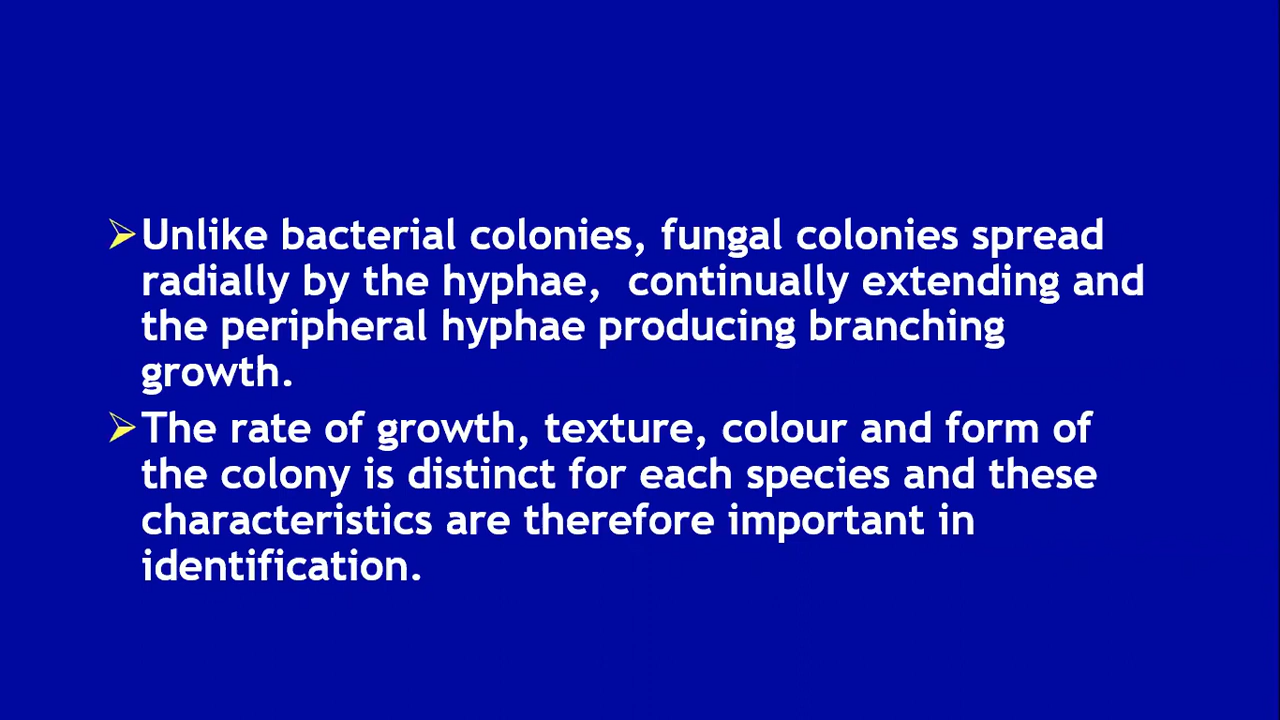 ➢Unlike bacterial colonies, fungal colonies spread
radially by the hyphae,  continually extending and
the peripheral hyphae producing branching
growth.
➢The rate of growth, texture, colour and form of
the colony is distinct for each species and these
characteristics are therefore important in
identification.